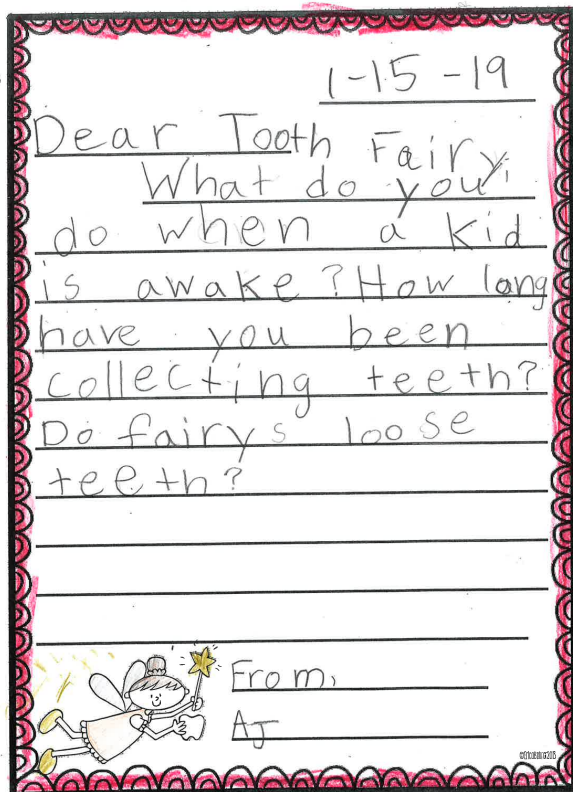 1-15-19
Dear Tooth Fairy,
What do you
do when a kid
is awake? How long
have you been
collecting teeth?
Do fairys loose
teeth?
From,
AJ